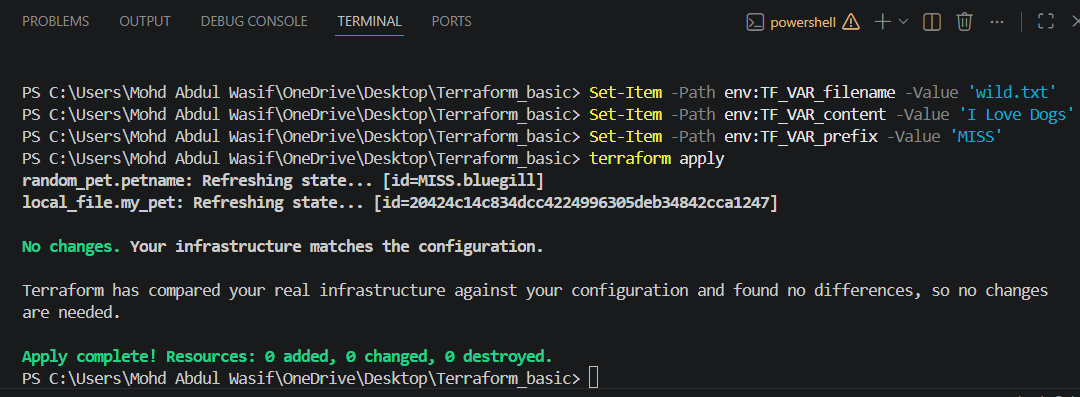 PROBLEMS OUTPUT DEBUG CONSOLE TERMINAL PORTS powershell
PS C:\Users\Mohd Abdul Wasif\OneDrive\Desktop\Terraform_basic> Set-Item -Path env:TF_VAR_filename -Value 'wild.txt'
PS C:\Users\Mohd Abdul Wasif\OneDrive\Desktop\Terraform_basic> Set-Item -Path env:TF_VAR_content -Value 'I Love Dogs'
PS C:\Users\Mohd Abdul Wasif\OneDrive\Desktop\Terraform_basic> Set-Item -Path env:TF_VAR_prefix -Value 'MISS'
PS C:\Users\Mohd Abdul Wasif\OneDrive\Desktop\Terraform_basic> terraform apply
random_pet.petname: Refreshing state... [id=MISS.bluegill]
local_file.my_pet: Refreshing state... [id=20424c14c834dcc4224996305deb34842cca1247]
No changes. Your infrastructure matches the configuration.
Terraform has compared your real infrastructure against your configuration and found no differences, so no changes
are needed.
Apply complete! Resources: 0 added, 0 changed, 0 destroyed.
PS C:\Users\Mohd Abdul Wasif\OneDrive\Desktop\Terraform_basic>